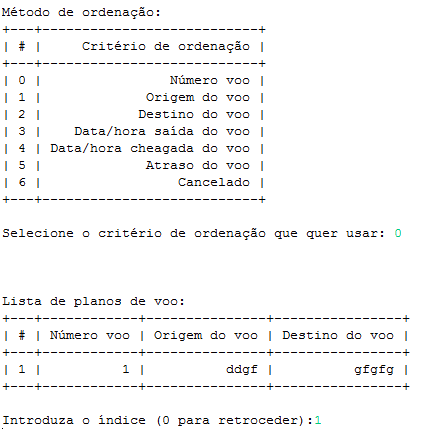 Método de ordenação:
+---+---------------------------+
| # |     Critério de ordenação |
+---+---------------------------+
| 0 |                Número voo |
| 1 |             Origem do voo |
| 2 |            Destino do voo |
| 3 |    Data/hora saída do voo |
| 4 | Data/hora cheagada do voo |
| 5 |             Atraso do voo |
| 6 |                 Cancelado |
+---+---------------------------+
Selecione o critério de ordenação que quer usar: 0
Lista de planos de voo:
+---+------------+---------------+----------------+
| # | Número voo | Origem do voo | Destino do voo |
+---+------------+---------------+----------------+
| 1 |          1 |          ddgf |          gfgfg |
+---+------------+---------------+----------------+
Introduza o índice (0 para retroceder):1